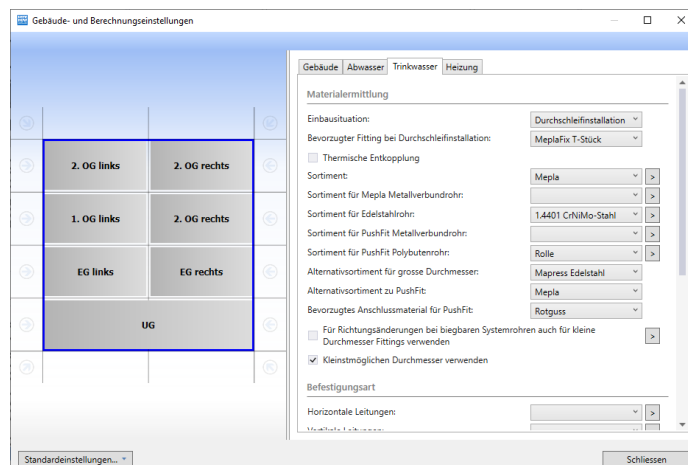 Gebäude- und Berechnungseinstellungen
Gebäude Abwasser Trinkwasser Heizung
Materialermittlung
Einbausituation: Durchschleifinstallation
Bevorzugter Fitting bei Durchschleifinstallation: MeplaFix T-Stück
Thermische Entkopplung
Sortiment: Mepla >
Sortiment für Mepla Metallverbundrohr: >
Sortiment für Edelstahlrohr: 1.4401 CrNiMo-Stahl >
Sortiment für PushFit Metallverbundrohr: >
Sortiment für PushFit Polybutenrohr: Rolle >
Alternativsortiment für grosse Durchmesser: Mapress Edelstahl
Alternativsortiment zu PushFit: Mepla
Bevorzugtes Anschlussmaterial für PushFit: Rotguss
Für Richtungsänderungen bei biegbaren Systemrohren auch für kleine
Durchmesser Fittings verwenden >
Kleinstmöglichen Durchmesser verwenden
Befestigungsart
Horizontale Leitungen: >
Vertikale Leitungen:
2. OG links 2. OG rechts
1. OG links 2. OG rechts
EG links EG rechts
UG
Standardeinstellungen... Schliessen